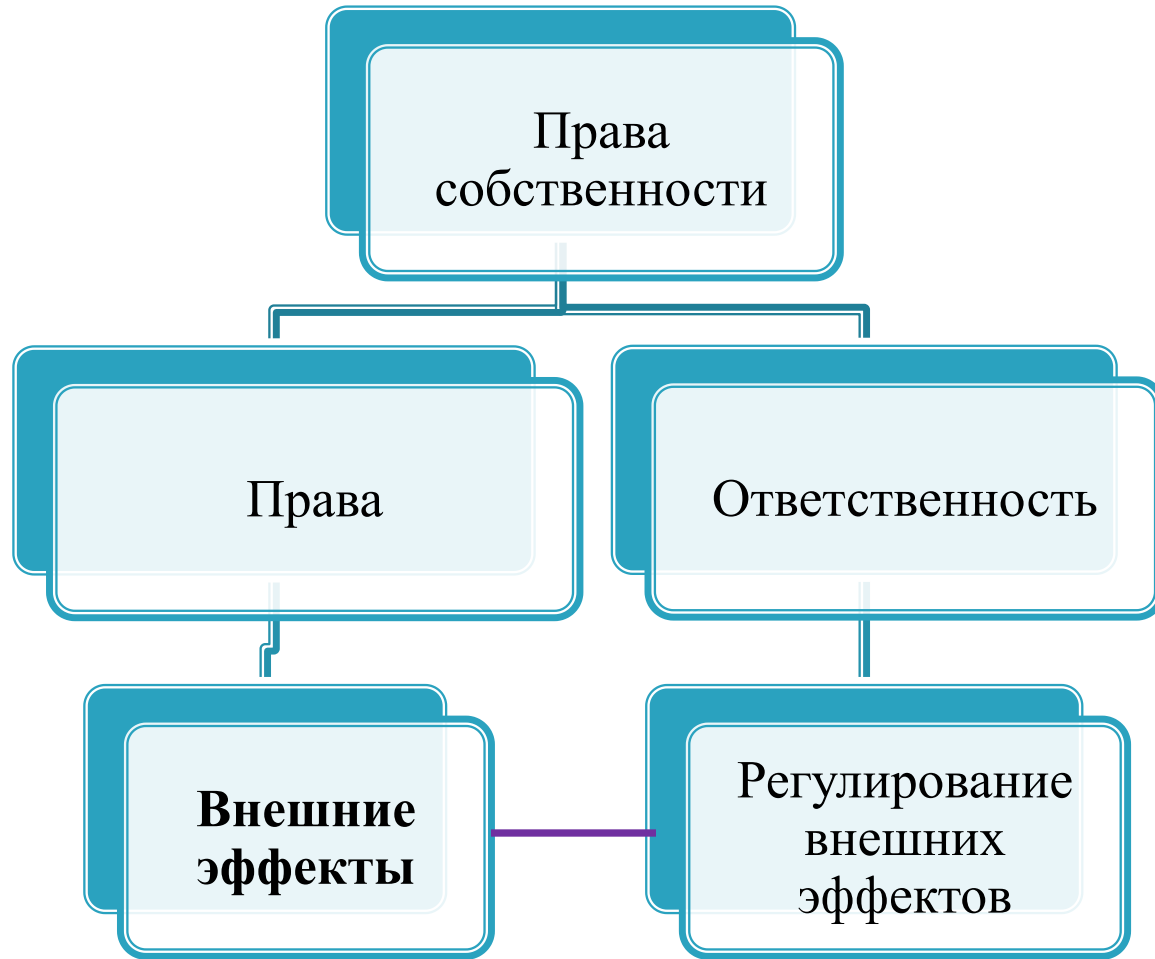 Права
собственности
Права
Ответственность
Внешние
эффекты
Регулирование
внешних
эффектов